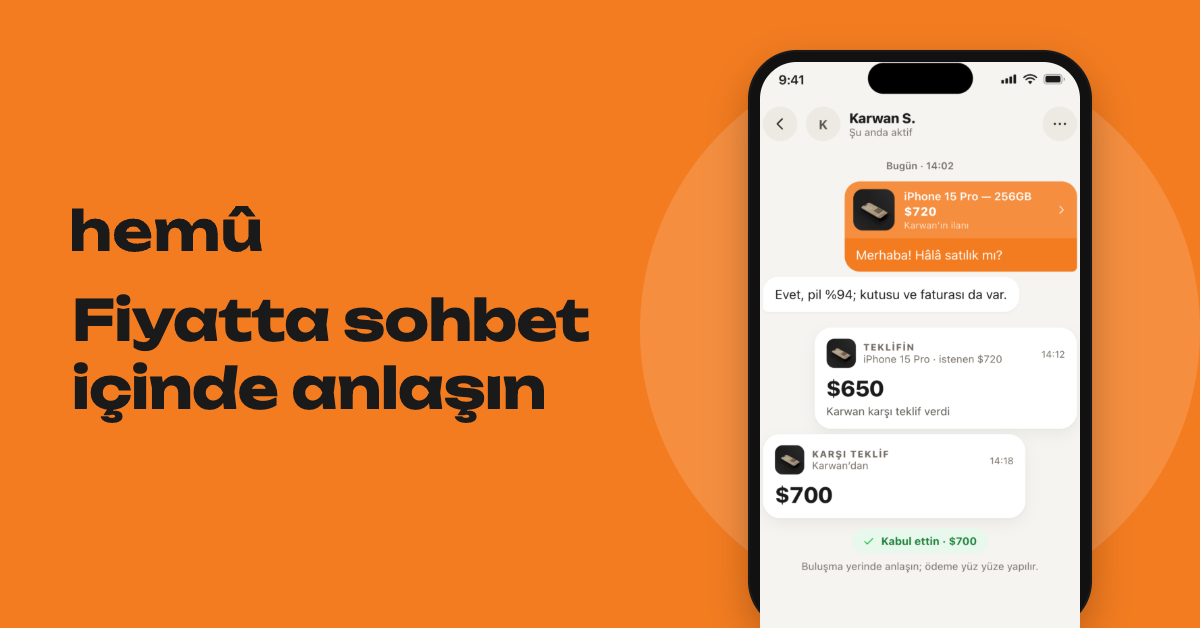 hemû
Fiyatta sohbet
içinde anlaşın
9:41
K
Karwan S.
Şu anda aktif
Bugün · 14:02
iPhone 15 Pro — 256GB
$720
Karwan'ın ilanı
Merhaba! Hâlâ satılık mı?
Evet, pil %94; kutusu ve faturası da var.
TEKLİFİN
iPhone 15 Pro · istenen $720
14:12
$650
Karwan karşı teklif verdi
KARŞI TEKLİF
Karwan'dan
14:18
$700
Kabul ettin · $700
Buluşma yerinde anlaşın; ödeme yüz yüze yapılır.